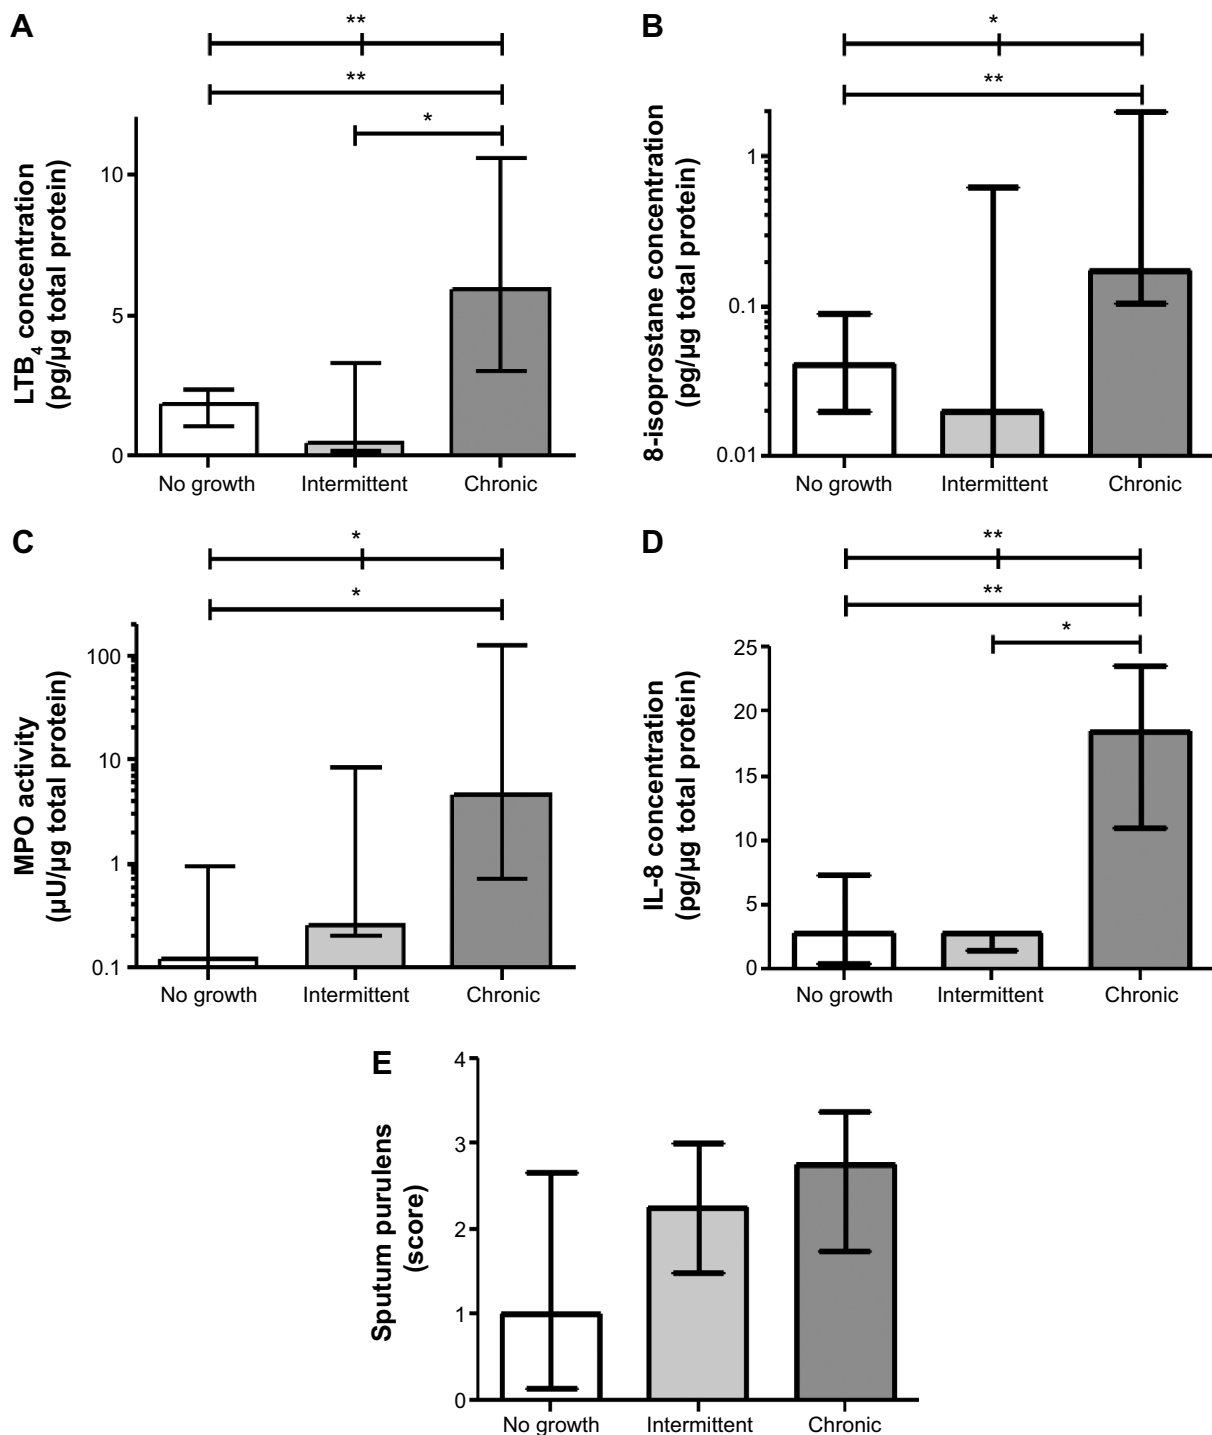 A
**
**
*
LTB4 concentration
(pg/µg total protein)
10
5
0
No growth Intermittent Chronic
B
*
**
8-isoprostane concentration
(pg/µg total protein)
1
0.1
0.01
No growth Intermittent Chronic
C
*
*
MPO activity
(µU/µg total protein)
100
10
1
0.1
No growth Intermittent Chronic
D
**
**
*
IL-8 concentration
(pg/µg total protein)
25
20
15
10
5
0
No growth Intermittent Chronic
E
Sputum purulens
(score)
4
3
2
1
0
No growth Intermittent Chronic